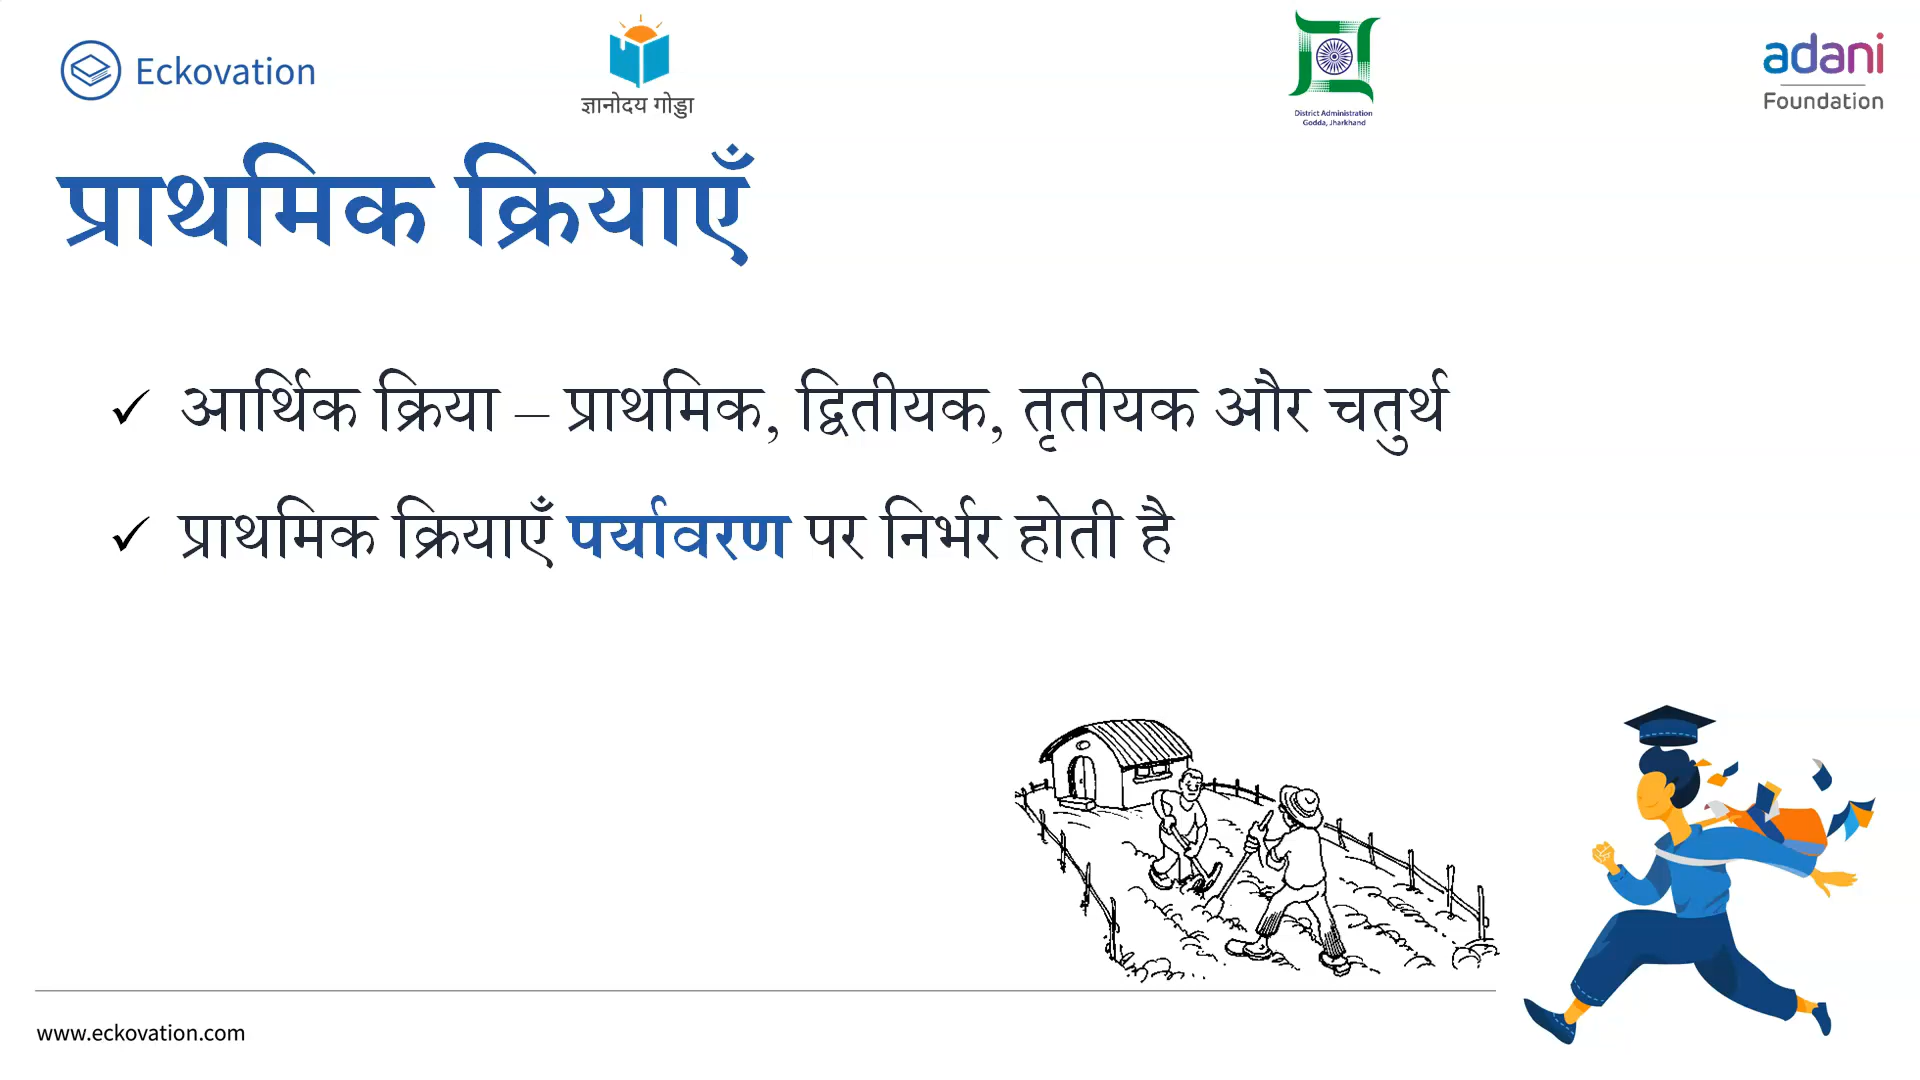 Eckovation
ज्ञानोदय गोड्डा
District Administration
Godda, Jharkhand
adani
Foundation
प्राथमिक क्रियाएँ
✓ आर्थिक क्रिया – प्राथमिक, द्वितीयक, तृतीयक और चतुर्थ
✓ प्राथमिक क्रियाएँ पर्यावरण पर निर्भर होती है
www.eckovation.com